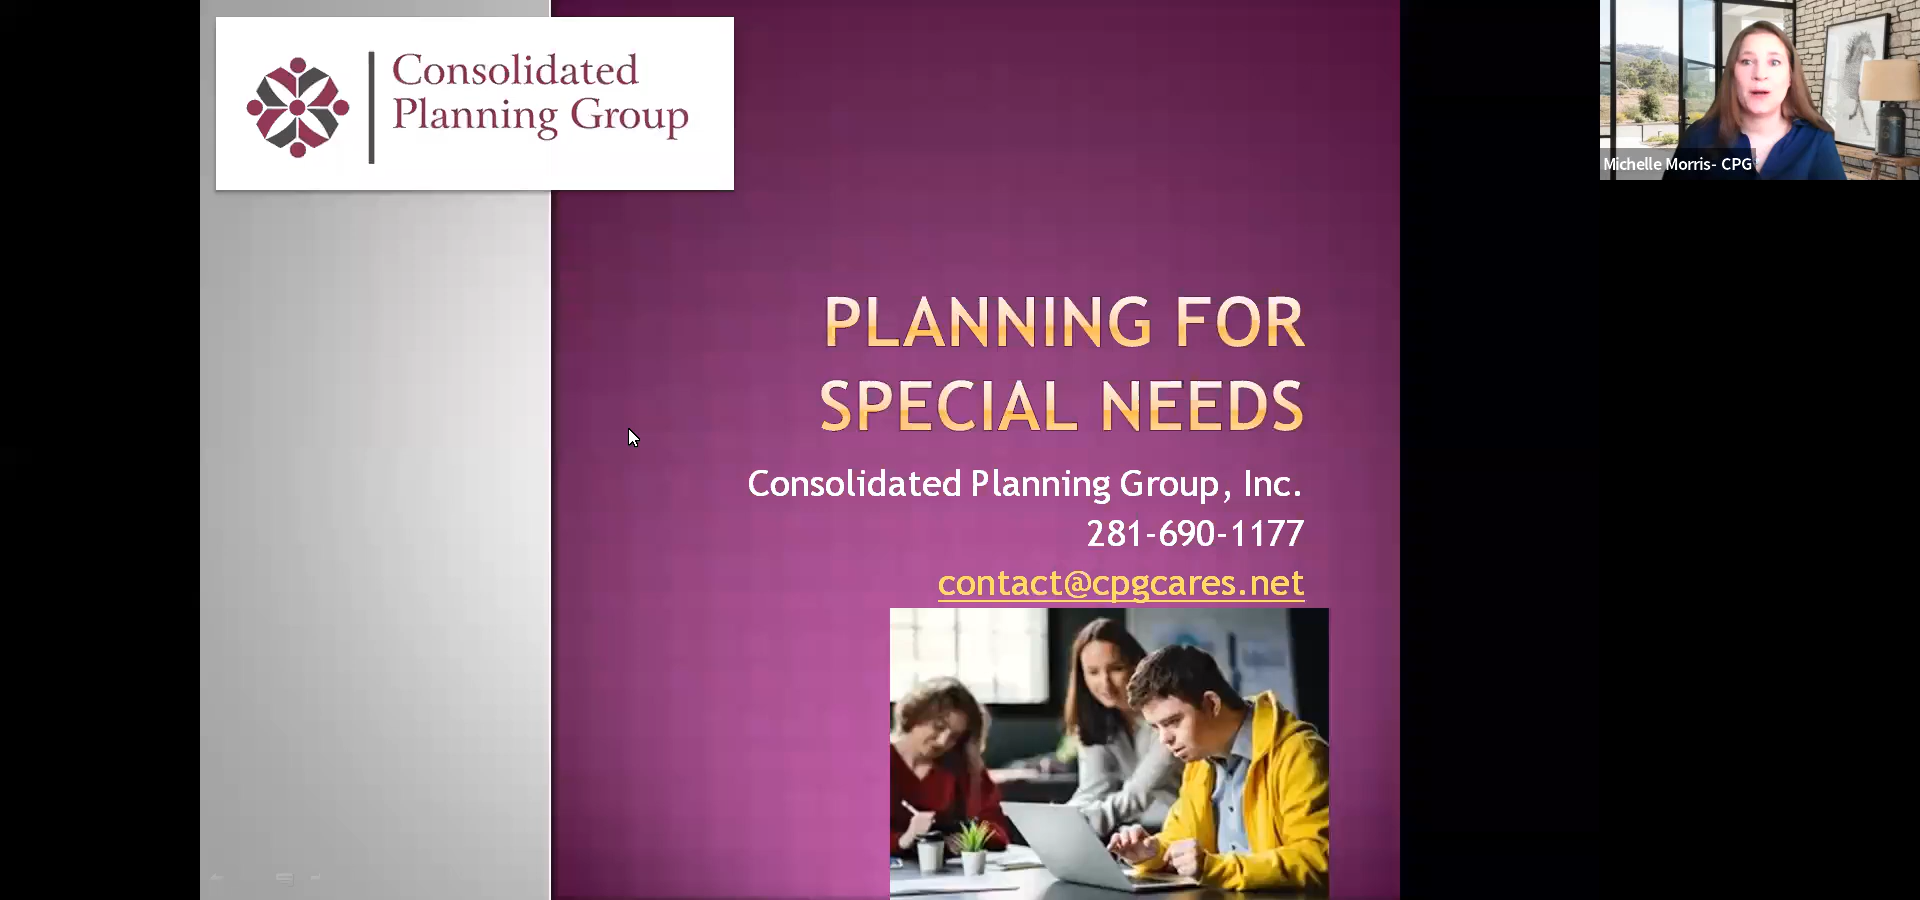 Consolidated
Planning Group
Michelle Morris- CPG
PLANNING FOR
SPECIAL NEEDS
Consolidated Planning Group, Inc.
281-690-1177
contact@cpgcares.net